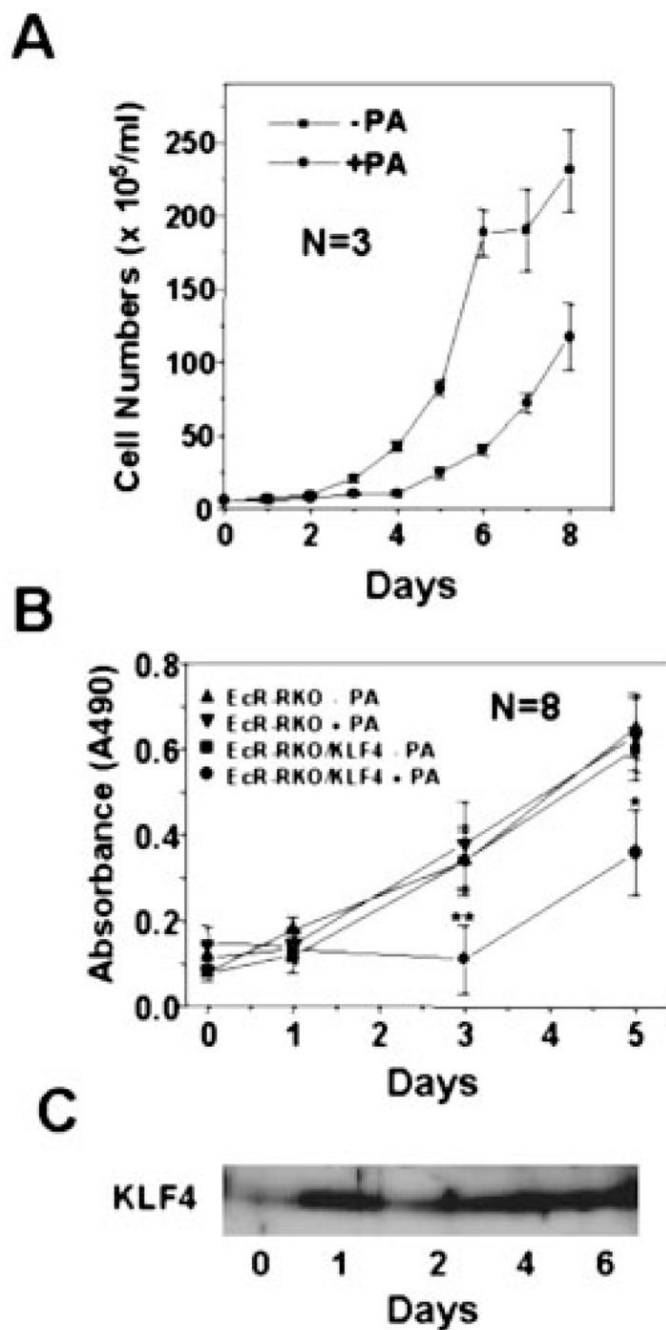 A
- PA
+PA
N=3
Cell Numbers (x 10⁵/ml)
250
200
150
100
50
0
0 2 4 6 8
Days
B
EcR-RKO - PA
EcR-RKO + PA
EcR-RKO/KLF4 - PA
EcR-RKO/KLF4 + PA
N=8
Absorbance (A490)
0.8
0.6
0.4
0.2
0.0
*
**
0 1 2 3 4 5
Days
C
KLF4
0 1 2 4 6
Days